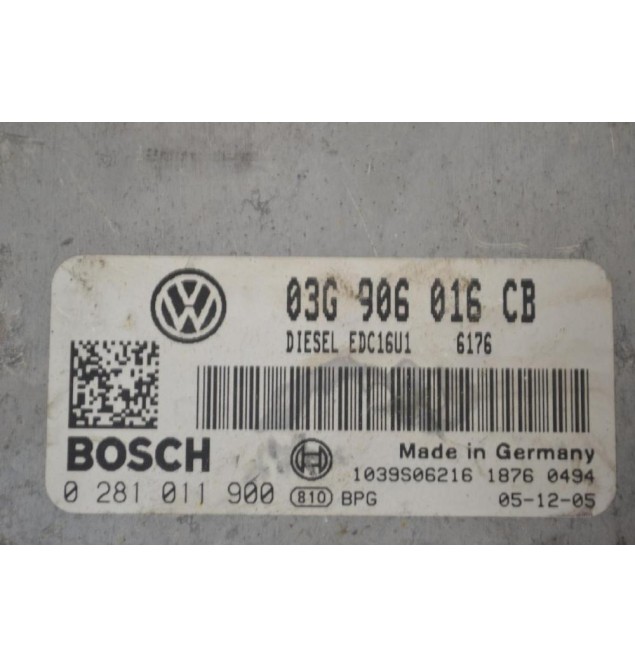 VW
03G 906 016 CB
DIESEL EDC16U1 6176
BOSCH
Made in Germany
1039S06216 1876 0494
0 281 011 900 810 BPG 05-12-05